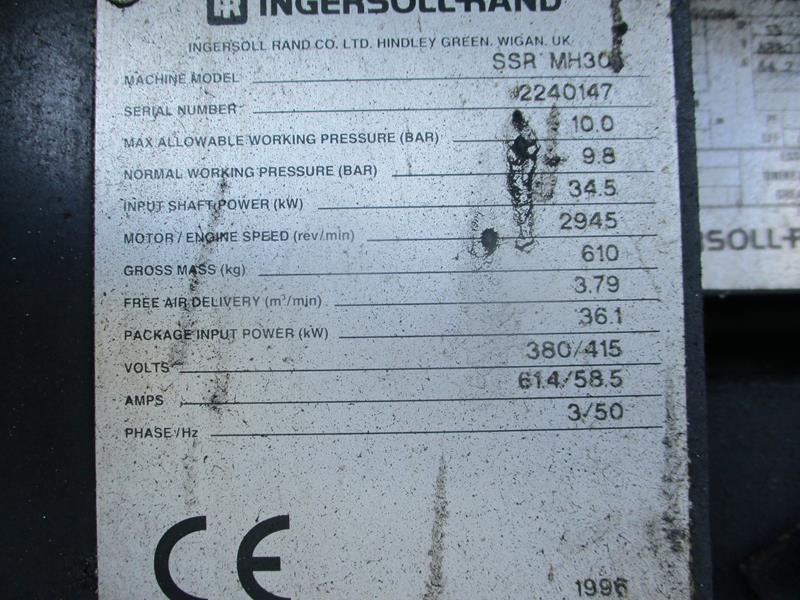 IR INGERSOLL-RAND
INGERSOLL RAND CO. LTD. HINDLEY GREEN. WIGAN. UK.
MACHINE MODEL SSR MH30
SERIAL NUMBER 2240147
MAX ALLOWABLE WORKING PRESSURE (BAR) 10.0
NORMAL WORKING PRESSURE (BAR) 9.8
INPUT SHAFT POWER (kW) 34.5
MOTOR / ENGINE SPEED (rev/min) 2945
GROSS MASS (kg) 610
FREE AIR DELIVERY (m³/min) 3.79
PACKAGE INPUT POWER (kW) 36.1
VOLTS 380/415
AMPS 61.4/58.5
PHASE/Hz 3/50
CE
1996
SOLL-R